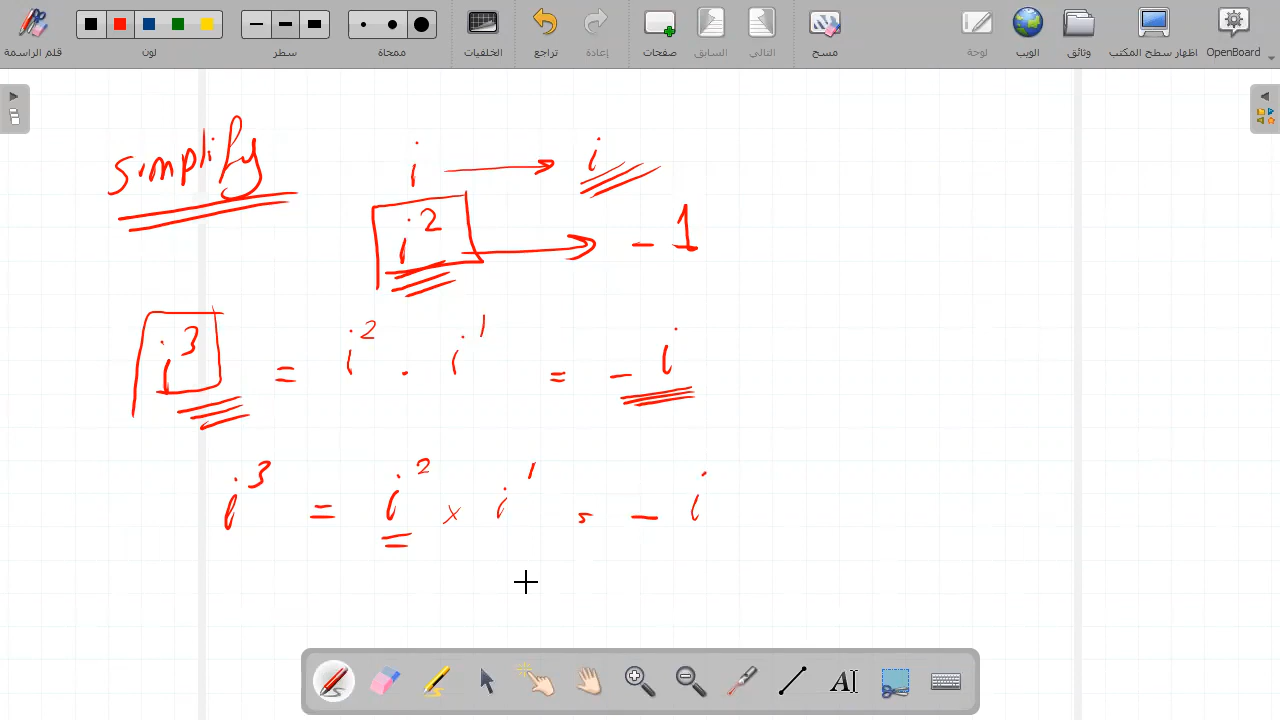 قلم الراسمة
لون
سطر
ممحاة
الخلفيات
تراجع
إعادة
صفحات
السابق
التالي
مسح
لوحة
الويب
وثائق
اظهار سطح المكتب
OpenBoard
simplify
i → i
i² → - 1
i³ = i² . i¹ = - i
i³ = i² × i¹ = - i
AI